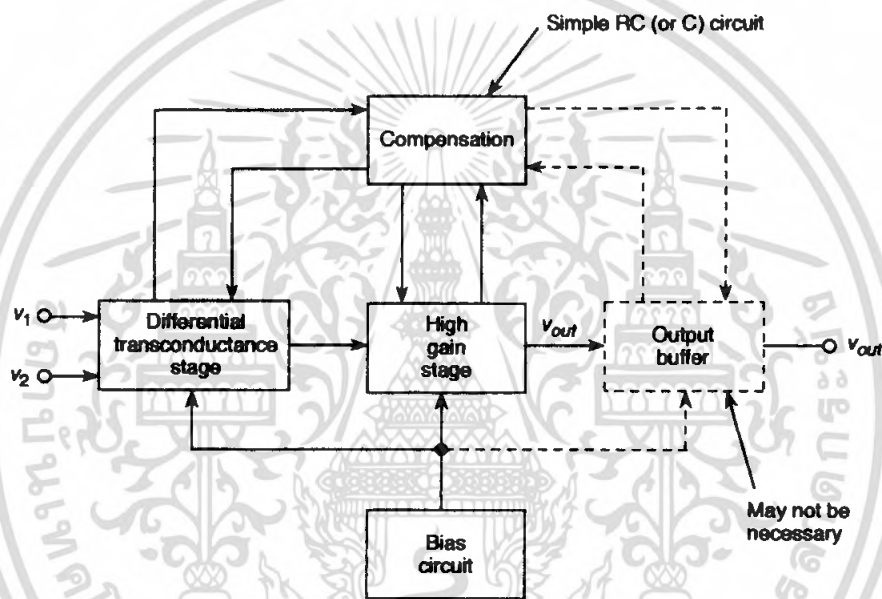 Simple RC (or C) circuit
Compensation
v1
v2
Differential
transconductance
stage
High
gain
stage
vout
Output
buffer
vout
Bias
circuit
May not be
necessary